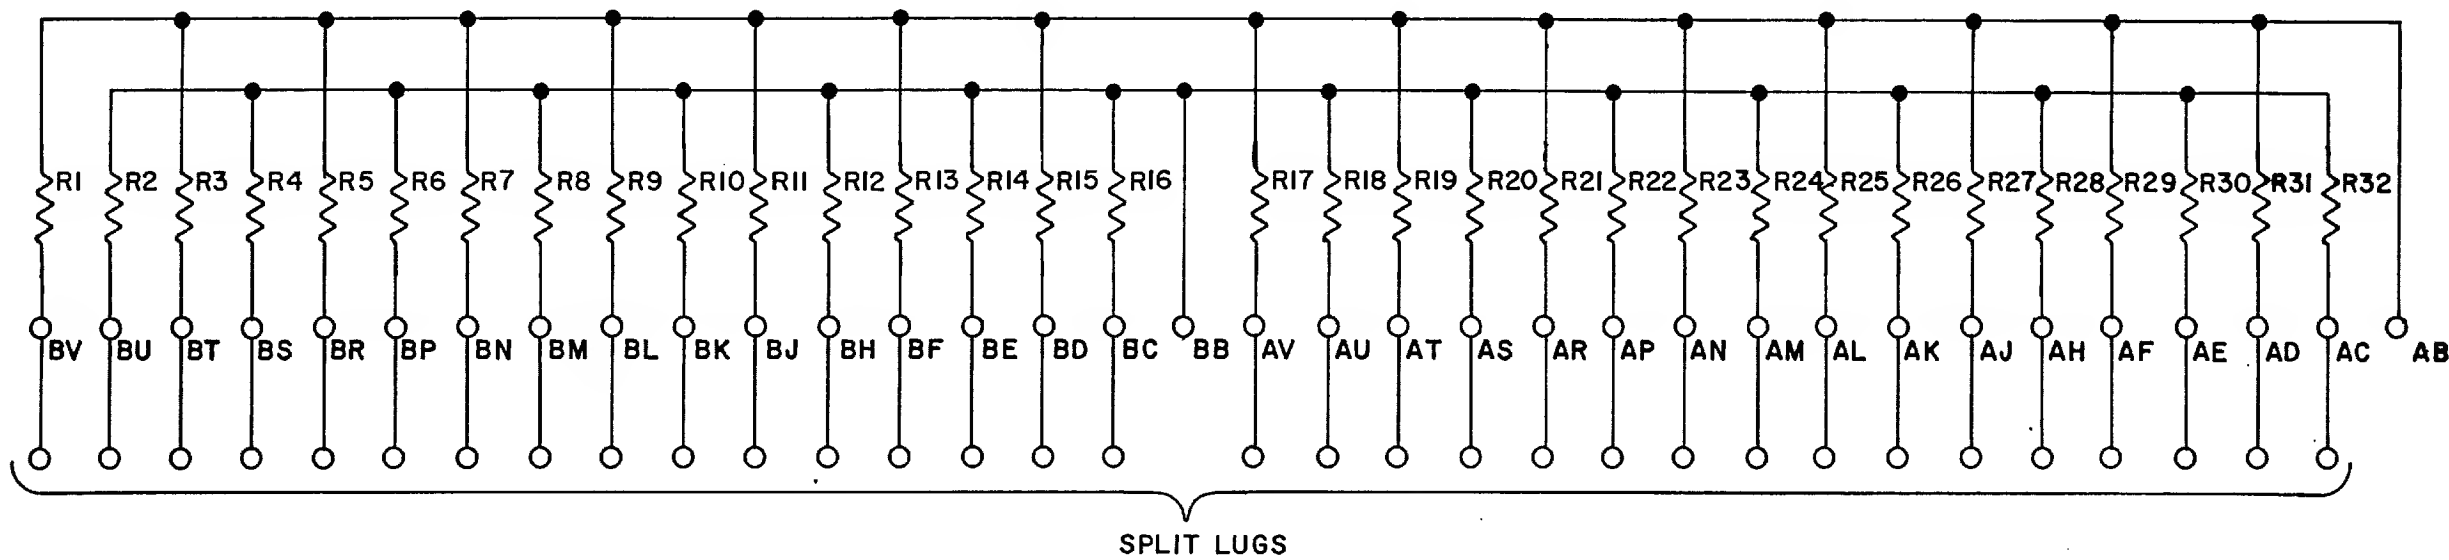 R1 R2 R3 R4 R5 R6 R7 R8 R9 R10 R11 R12 R13 R14 R15 R16 R17 R18 R19 R20 R21 R22 R23 R24 R25 R26 R27 R28 R29 R30 R31 R32
BV BU BT BS BR BP BN BM BL BK BJ BH BF BE BD BC BB AV AU AT AS AR AP AN AM AL AK AJ AH AF AE AD AC AB
SPLIT LUGS